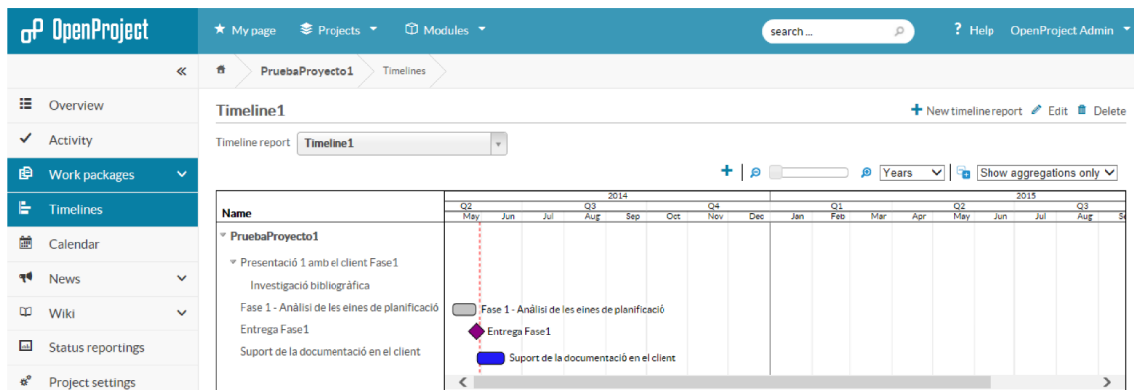 OpenProject
My page Projects Modules search ... ? Help OpenProject Admin
PruebaProyecto1 Timelines
Overview
Activity
Work packages
Timelines
Calendar
News
Wiki
Status reportings
Project settings
Timeline1
New timeline report Edit Delete
Timeline report Timeline1
Years Show aggregations only
Name
2014 2015
Q2 Q3 Q4 Q1 Q2 Q3
May Jun Jul Aug Sep Oct Nov Dec Jan Feb Mar Apr May Jun Jul Aug
PruebaProyecto1
Presentació 1 amb el client Fase1
Investigació bibliogràfica
Fase 1 - Anàlisi de les eines de planificació Fase 1 - Anàlisi de les eines de planificació
Entrega Fase1 Entrega Fase1
Suport de la documentació en el client Suport de la documentació en el client